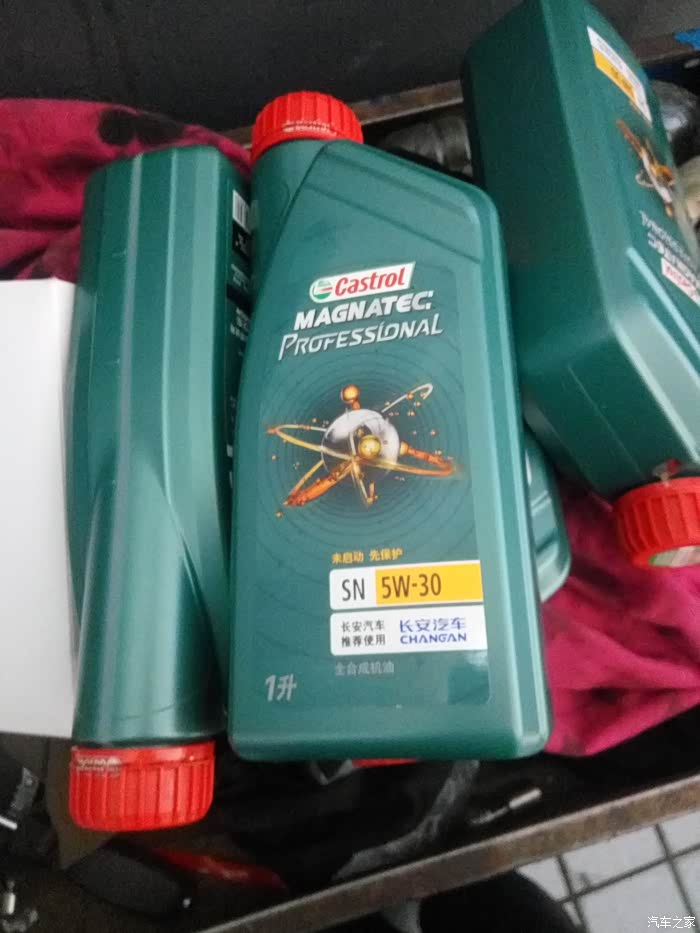 Castrol
MAGNATEC
PROFESSIONAL
未启动 先保护
SN 5W-30
长安汽车 长安汽车
推荐使用 CHANGAN
全合成机油
1升
汽车之家